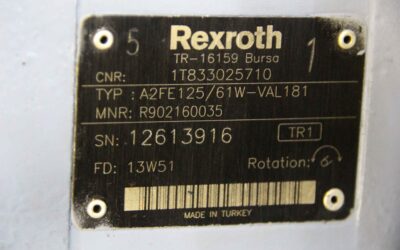 5 Rexroth 1
TR-16159 Bursa
CNR: 1T833025710
TYP: A2FE125/61W-VAL181
MNR: R902160035
SN: 12613916 TR1
FD: 13W51 Rotation:
MADE IN TURKEY